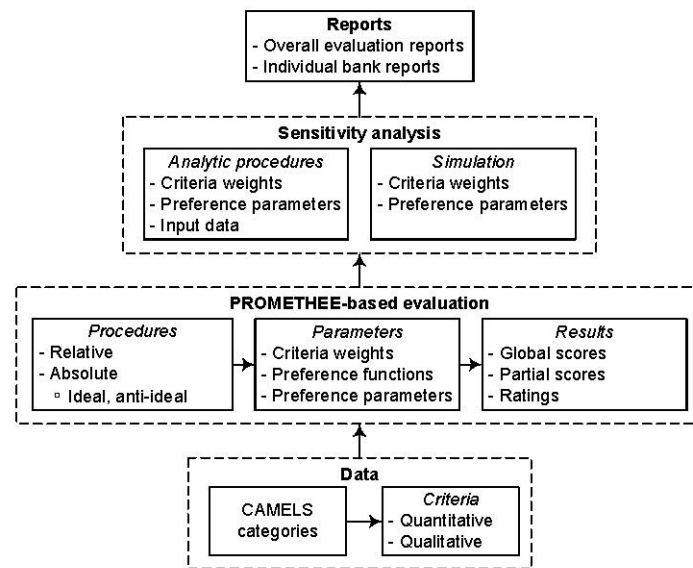 Reports
- Overall evaluation reports
- Individual bank reports
Sensitivity analysis
Analytic procedures
- Criteria weights
- Preference parameters
- Input data
Simulation
- Criteria weights
- Preference parameters
PROMETHEE-based evaluation
Procedures
- Relative
- Absolute
▫ Ideal, anti-ideal
Parameters
- Criteria weights
- Preference functions
- Preference parameters
Results
- Global scores
- Partial scores
- Ratings
Data
CAMELS
categories
Criteria
- Quantitative
- Qualitative